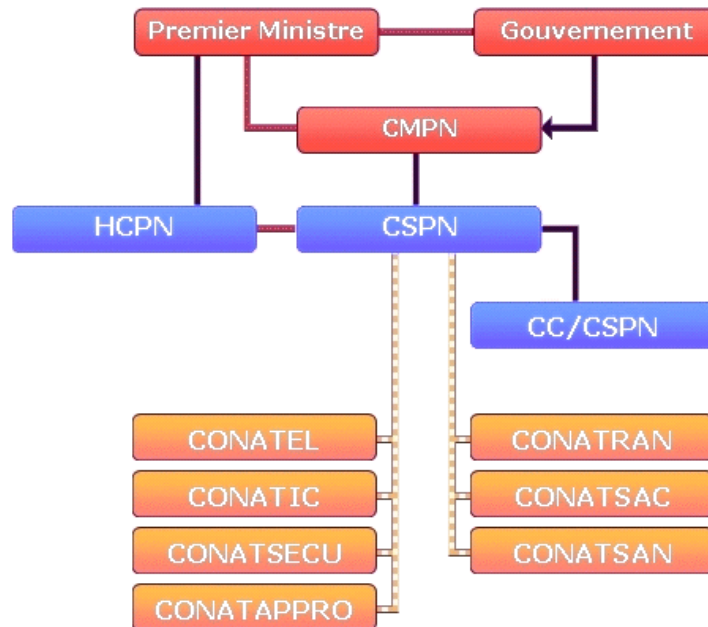 Premier Ministre
Gouvernement
CMPN
HCPN
CSPN
CC/CSPN
CONATEL
CONATRAN
CONATIC
CONATSAC
CONATSECU
CONATSAN
CONATAPPRO